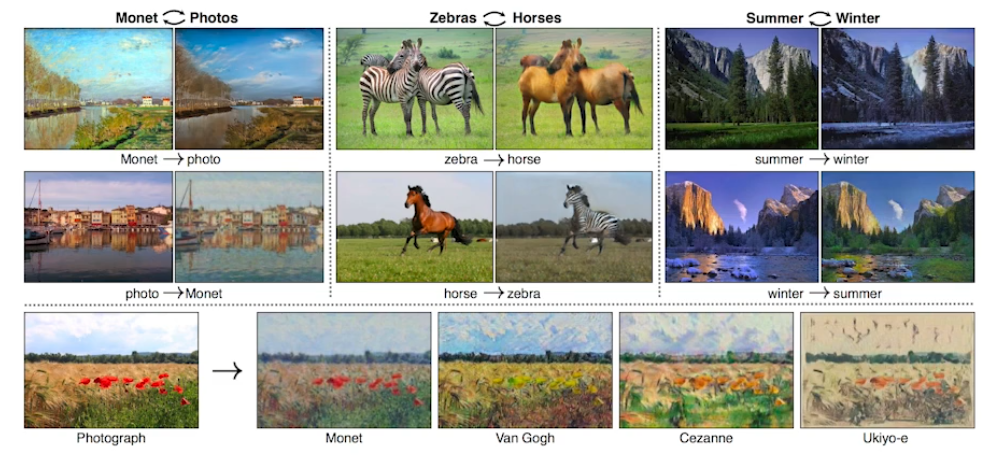 Monet ⇄ Photos
Zebras ⇄ Horses
Summer ⇄ Winter
Monet → photo
zebra → horse
summer → winter
photo → Monet
horse → zebra
winter → summer
Photograph
Monet
Van Gogh
Cezanne
Ukiyo-e